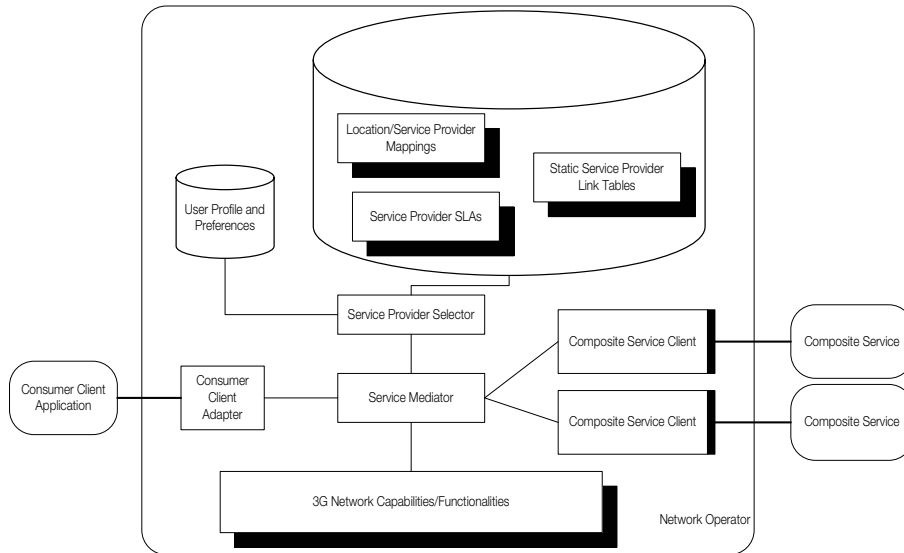 Location/Service Provider
Mappings
Static Service Provider
Link Tables
User Profile and
Preferences
Service Provider SLAs
Service Provider Selector
Composite Service Client
Composite Service
Consumer Client
Application
Consumer
Client
Adapter
Service Mediator
Composite Service Client
Composite Service
3G Network Capabilities/Functionalities
Network Operator